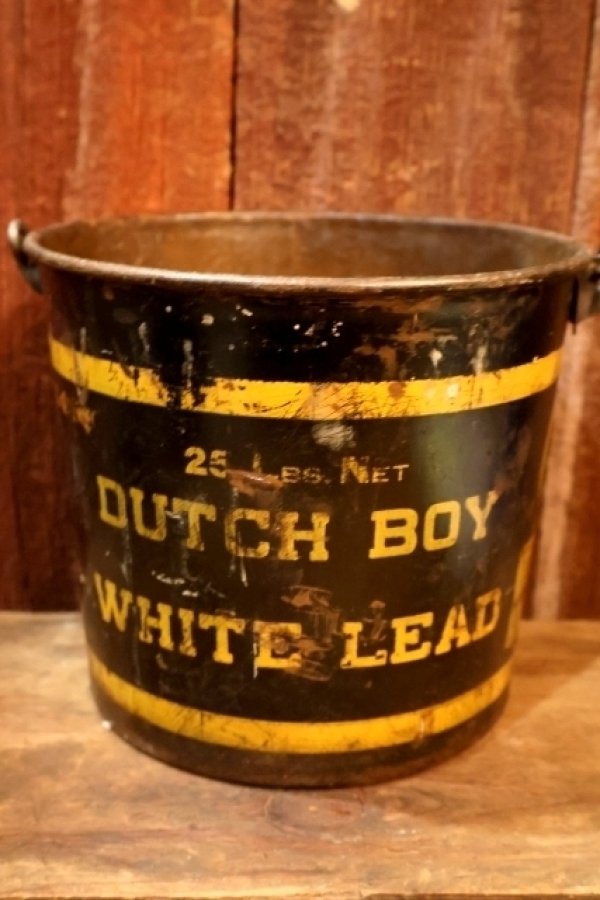 25 LBS. NET
DUTCH BOY
WHITE LEAD